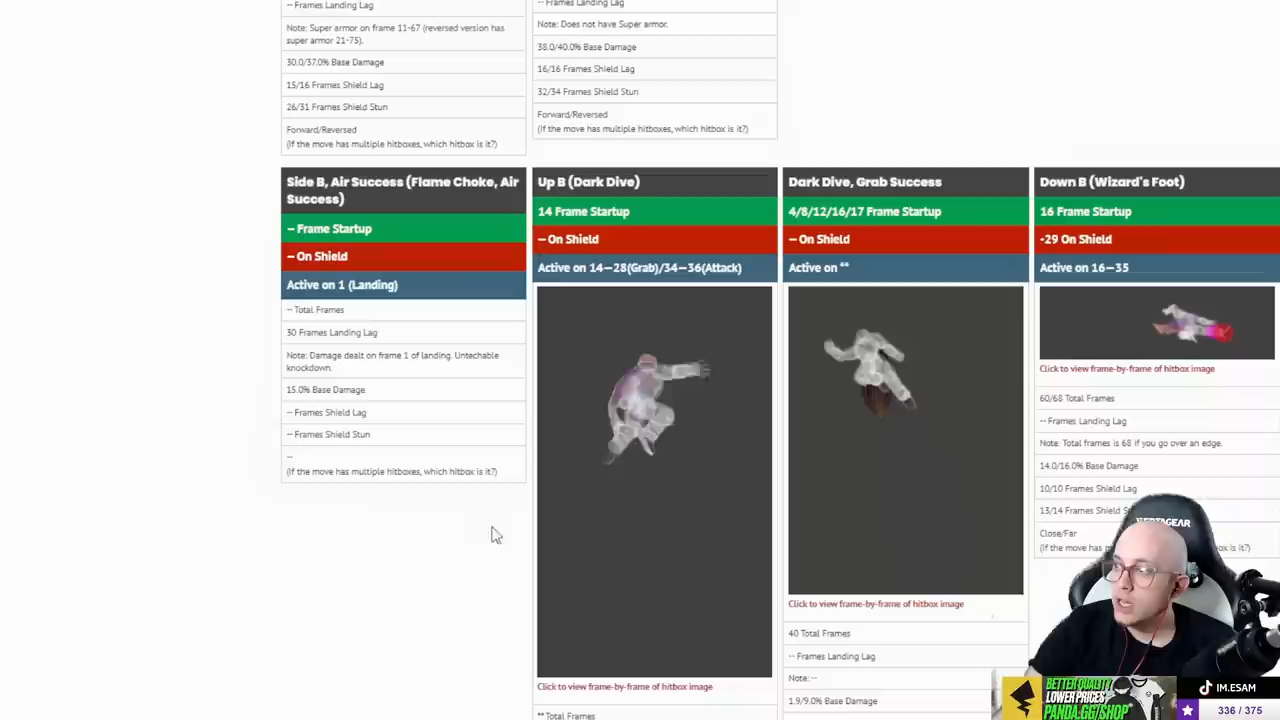 -- Frames Landing Lag
Note: Super armor on frame 11-67 (reversed version has
super armor 21-75).
30.0/37.0% Base Damage
15/16 Frames Shield Lag
26/31 Frames Shield Stun
Forward/Reversed
(If the move has multiple hitboxes, which hitbox is it?)
-- Frames Landing Lag
Note: Does not have Super armor.
38.0/40.0% Base Damage
16/16 Frames Shield Lag
32/34 Frames Shield Stun
Forward/Reversed
(If the move has multiple hitboxes, which hitbox is it?)
Side B, Air Success (Flame Choke, Air
Success)
-- Frame Startup
-- On Shield
Active on 1 (Landing)
-- Total Frames
30 Frames Landing Lag
Note: Damage dealt on frame 1 of landing. Untechable
knockdown.
15.0% Base Damage
-- Frames Shield Lag
-- Frames Shield Stun
--
(If the move has multiple hitboxes, which hitbox is it?)
Up B (Dark Dive)
14 Frame Startup
-- On Shield
Active on 14—28(Grab)/34—36(Attack)
Click to view frame-by-frame of hitbox image
** Total Frames
Dark Dive, Grab Success
4/8/12/16/17 Frame Startup
-- On Shield
Active on **
Click to view frame-by-frame of hitbox image
40 Total Frames
-- Frames Landing Lag
Note: --
1.9/9.0% Base Damage
Down B (Wizard's Foot)
16 Frame Startup
-29 On Shield
Active on 16—35
Click to view frame-by-frame of hitbox image
60/68 Total Frames
-- Frames Landing Lag
Note: Total frames is 68 if you go over an edge.
14.0/16.0% Base Damage
10/10 Frames Shield Lag
13/14 Frames Shield
Close/Far
(If the move has box is it?)
BETTER QUALITY
LOWER PRICES
PANDA.GG/SHOP
IM.ESAM
336 / 375